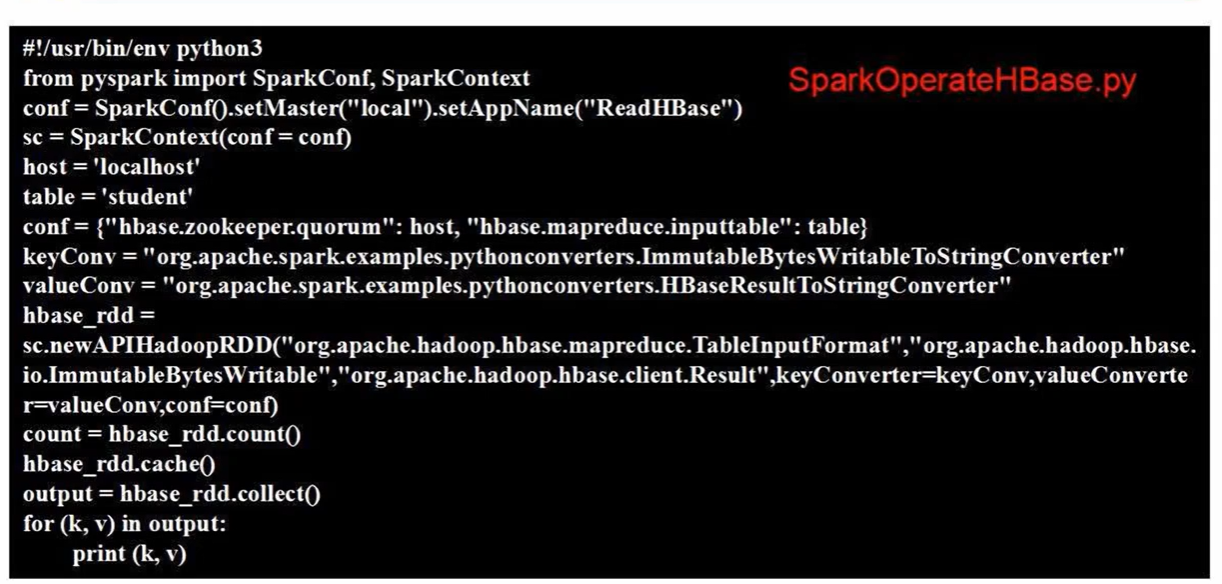 #!/usr/bin/env python3
from pyspark import SparkConf, SparkContext
SparkOperateHBase.py
conf = SparkConf().setMaster("local").setAppName("ReadHBase")
sc = SparkContext(conf = conf)
host = 'localhost'
table = 'student'
conf = {"hbase.zookeeper.quorum": host, "hbase.mapreduce.inputtable": table}
keyConv = "org.apache.spark.examples.pythonconverters.ImmutableBytesWritableToStringConverter"
valueConv = "org.apache.spark.examples.pythonconverters.HBaseResultToStringConverter"
hbase_rdd =
sc.newAPIHadoopRDD("org.apache.hadoop.hbase.mapreduce.TableInputFormat","org.apache.hadoop.hbase.
io.ImmutableBytesWritable","org.apache.hadoop.hbase.client.Result",keyConverter=keyConv,valueConverte
r=valueConv,conf=conf)
count = hbase_rdd.count()
hbase_rdd.cache()
output = hbase_rdd.collect()
for (k, v) in output:
    print (k, v)